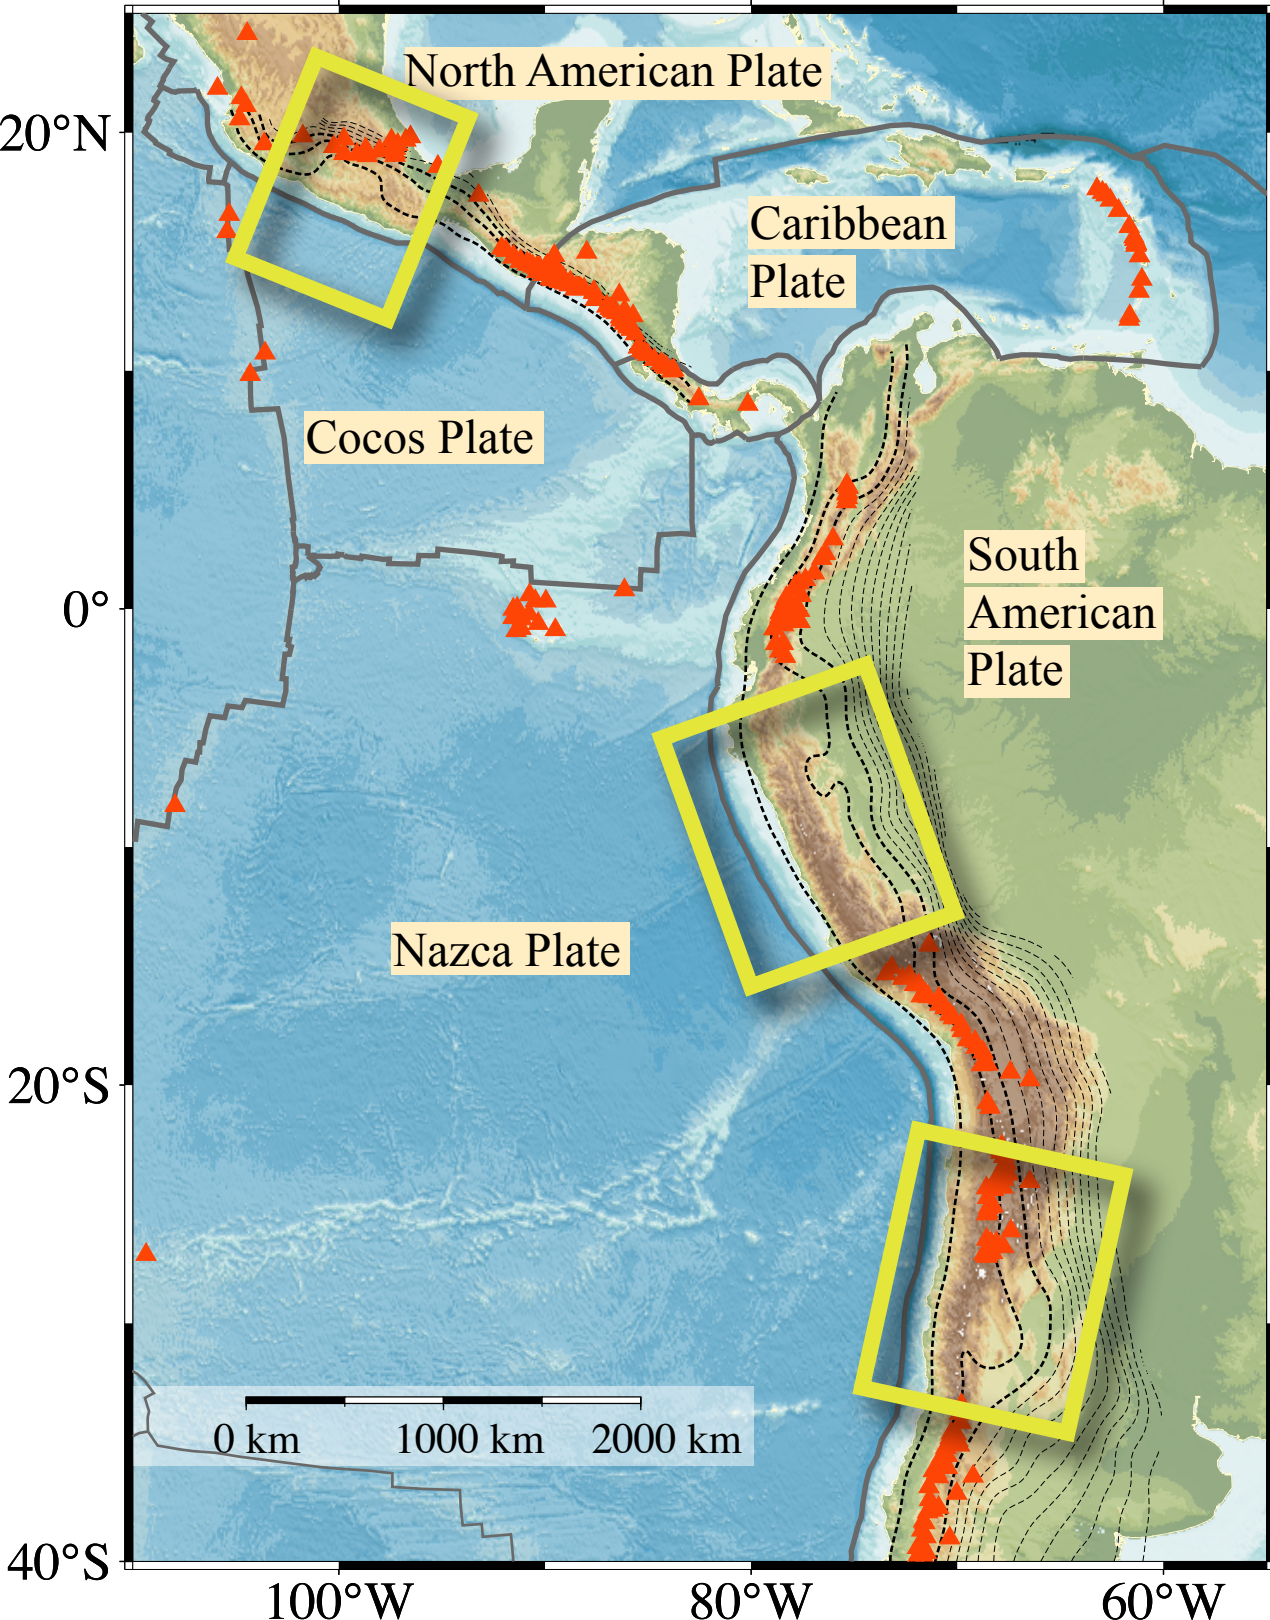 North American Plate
20°N
Caribbean
Plate
Cocos Plate
South
American
Plate
0°
Nazca Plate
20°S
0 km 1000 km 2000 km
40°S
100°W 80°W 60°W